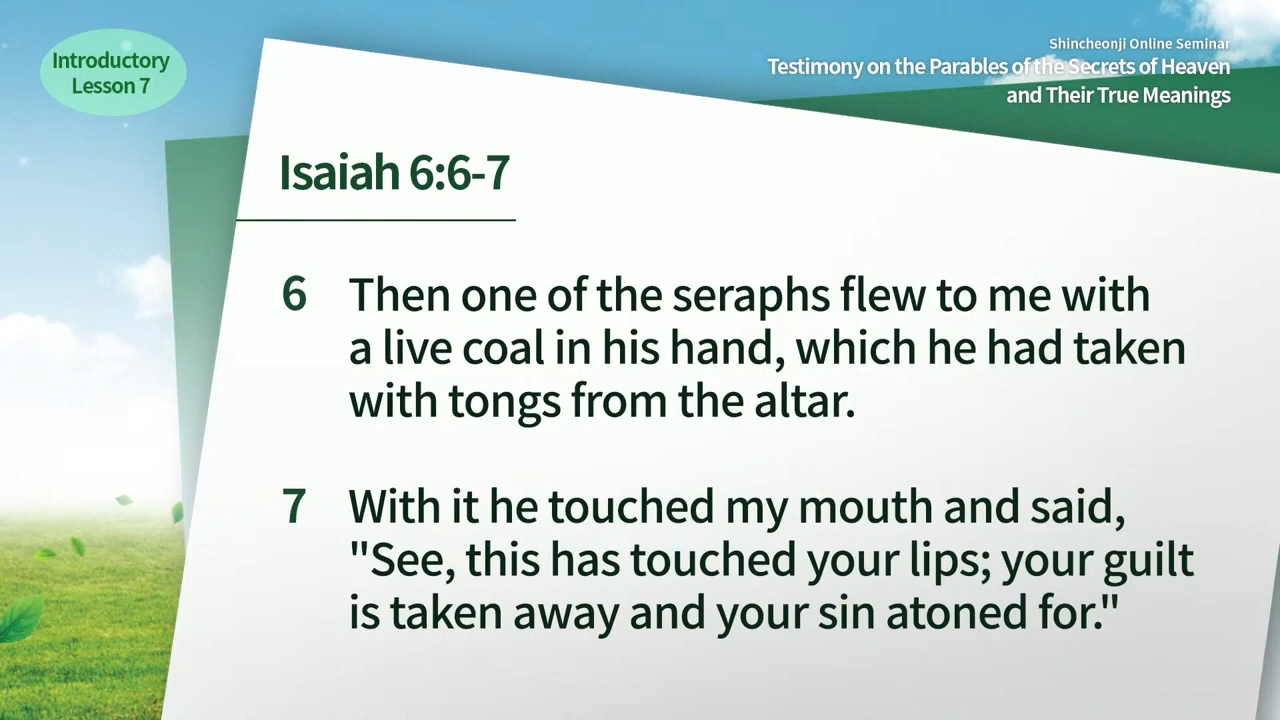 Introductory
Lesson 7
Shincheonji Online Seminar
Testimony on the Parables of the Secrets of Heaven
and Their True Meanings
Isaiah 6:6-7
6 Then one of the seraphs flew to me with
a live coal in his hand, which he had taken
with tongs from the altar.
7 With it he touched my mouth and said,
"See, this has touched your lips; your guilt
is taken away and your sin atoned for."